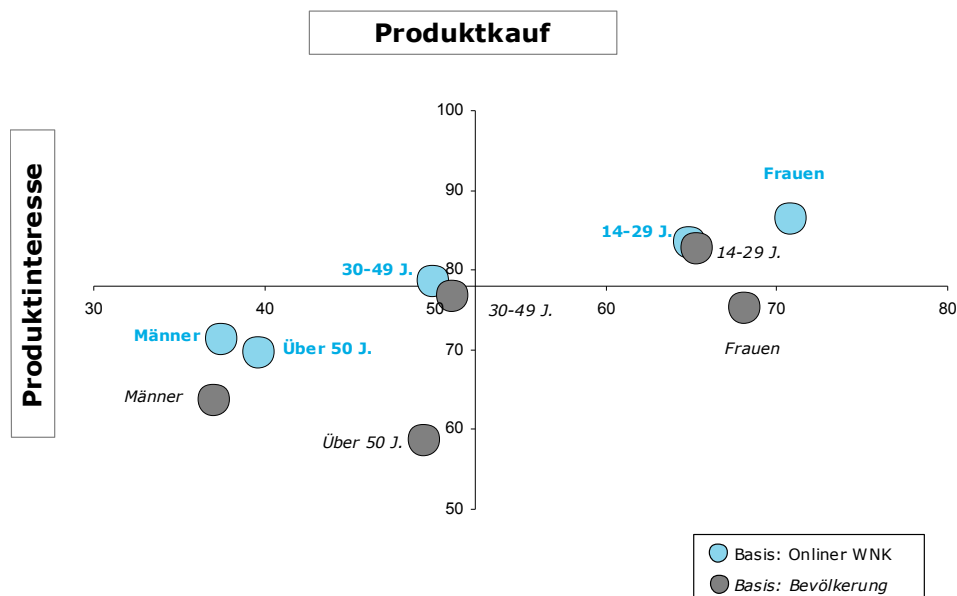 Produktkauf
Produktinteresse
100
90
80
70
60
50
30
40
50
60
70
80
Frauen
14-29 J.
14-29 J.
30-49 J.
30-49 J.
Frauen
Männer
Über 50 J.
Männer
Über 50 J.
Basis: Onliner WNK
Basis: Bevölkerung